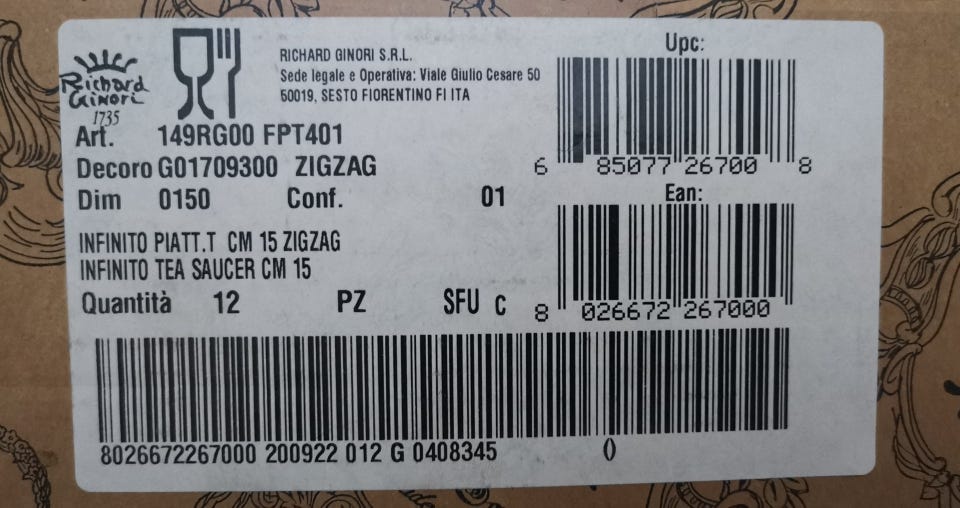 Richard
Ginori
1735
RICHARD GINORI S.R.L.
Sede legale e Operativa: Viale Giulio Cesare 50
50019, SESTO FIORENTINO FI ITA
Upc:
6 85077 26700 8
Art. 149RG00 FPT401
Decoro G01709300 ZIGZAG
Dim 0150 Conf. 01
Ean:
8 026672 267000
INFINITO PIATT.T CM 15 ZIGZAG
INFINITO TEA SAUCER CM 15
Quantità 12 PZ SFU C
8026672267000 200922 012 G 0408345 ()